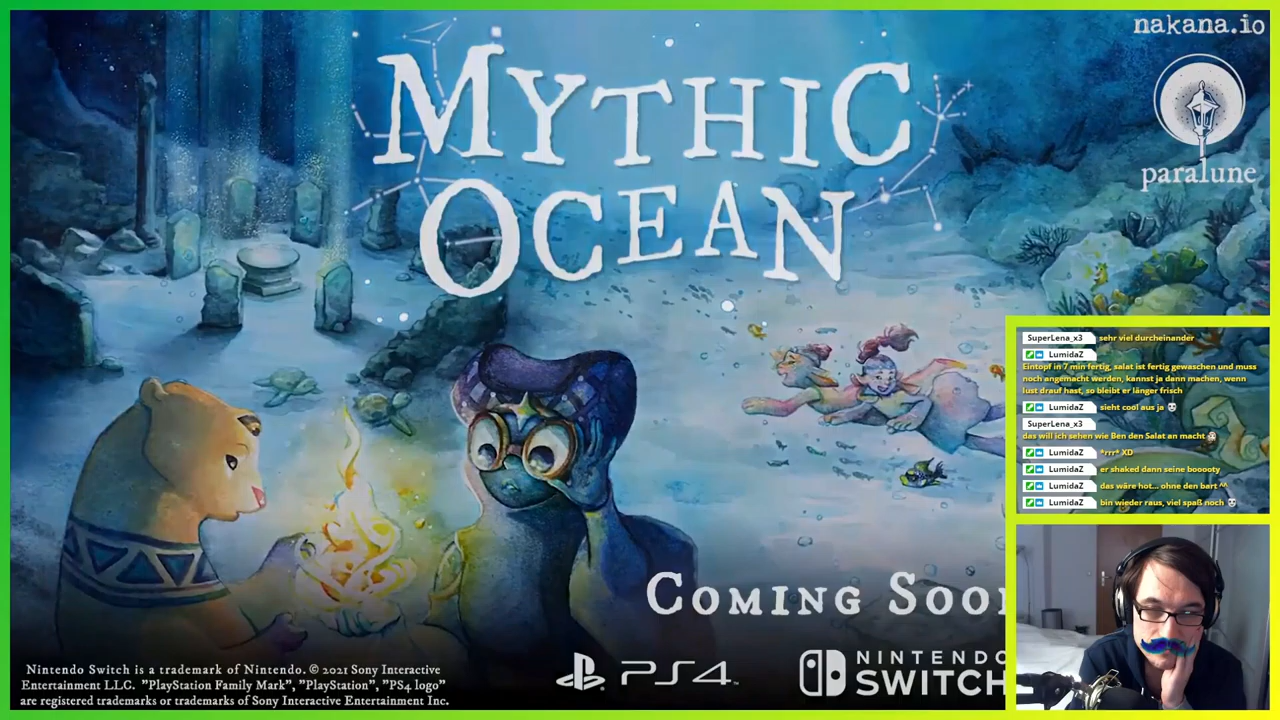 nakana.io
MYTHIC
OCEAN
paralune
SuperLena_x3 sehr viel durcheinander
LumidaZ
Eintopf in 7 min fertig, salat ist fertig gewaschen und muss
noch angemacht werden, kannst ja dann machen, wenn
lust drauf hast, so bleibt er länger frisch
LumidaZ sieht cool aus ja
SuperLena_x3
das will ich sehen wie Ben den Salat an macht
LumidaZ *rrr* XD
LumidaZ er shaked dann seine booooty
LumidaZ das wäre hot... ohne den bart ^^
LumidaZ bin wieder raus, viel spaß noch
COMING SOON
Nintendo Switch is a trademark of Nintendo. © 2021 Sony Interactive
Entertainment LLC. "PlayStation Family Mark", "PlayStation", "PS4 logo"
are registered trademarks or trademarks of Sony Interactive Entertainment Inc.
PS4™
NINTENDO
SWITCH